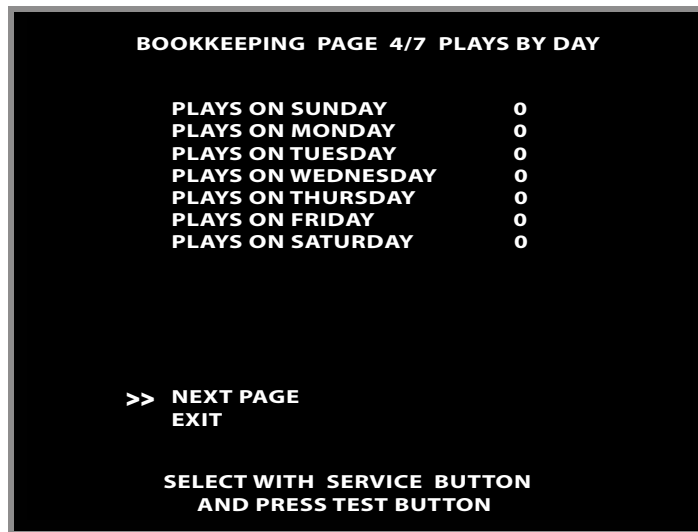 BOOKKEEPING PAGE 4/7 PLAYS BY DAY
PLAYS ON SUNDAY 0
PLAYS ON MONDAY 0
PLAYS ON TUESDAY 0
PLAYS ON WEDNESDAY 0
PLAYS ON THURSDAY 0
PLAYS ON FRIDAY 0
PLAYS ON SATURDAY 0
>> NEXT PAGE
EXIT
SELECT WITH SERVICE BUTTON
AND PRESS TEST BUTTON